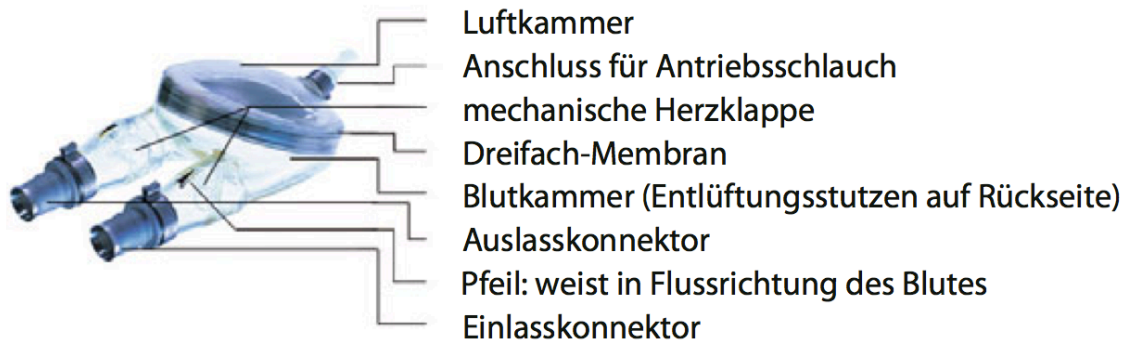 Luftkammer
Anschluss für Antriebsschlauch
mechanische Herzklappe
Dreifach-Membran
Blutkammer (Entlüftungsstutzen auf Rückseite)
Auslasskonnektor
Pfeil: weist in Flussrichtung des Blutes
Einlasskonnektor